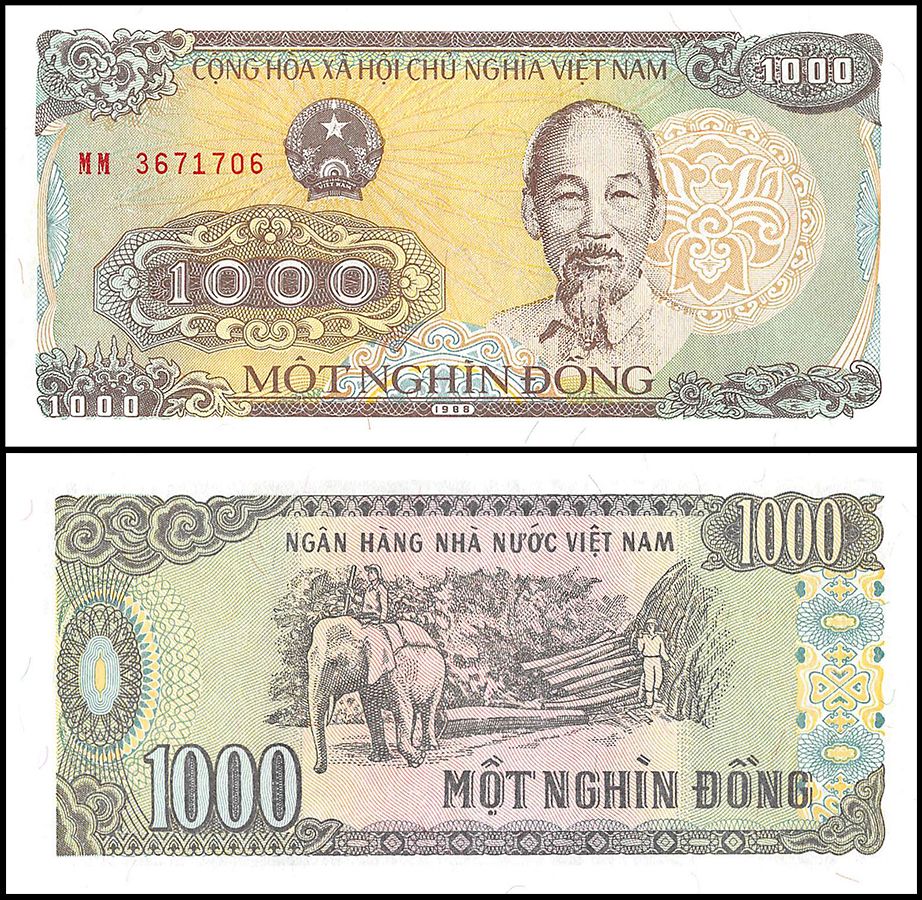 CỘNG HÒA XÃ HỘI CHỦ NGHĨA VIỆT NAM
1000
MM 3671706
VIỆT NAM
1000
MỘT NGHÌN ĐỒNG
1000
1988
NGÂN HÀNG NHÀ NƯỚC VIỆT NAM
1000
1000
MỘT NGHÌN ĐỒNG